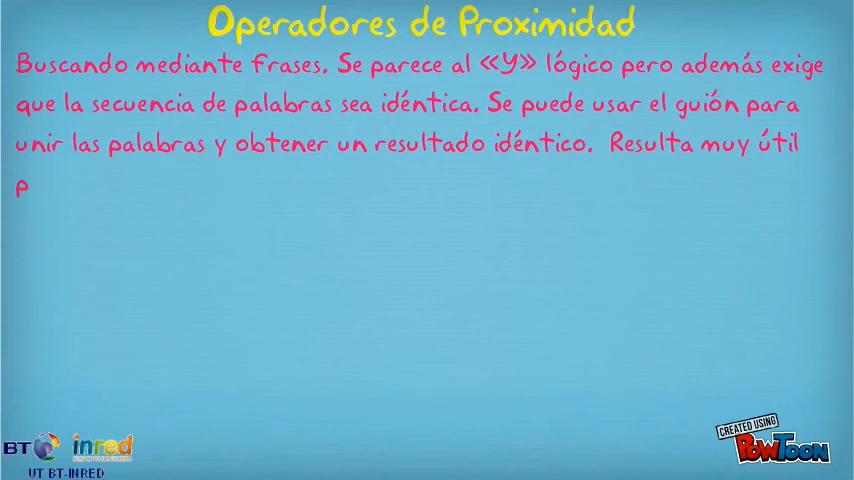 Operadores de Proximidad
Buscando mediante frases. Se parece al «Y» lógico pero además exige
que la secuencia de palabras sea idéntica. Se puede usar el guión para
unir las palabras y obtener un resultado idéntico. Resulta muy útil
p
CREATED USING
POWTOON
BT inred
UT BT-INRED